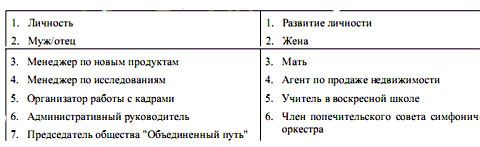 1. Личность
2. Муж/отец
3. Менеджер по новым продуктам
4. Менеджер по исследованиям
5. Организатор работы с кадрами
6. Административный руководитель
7. Председатель общества "Объединенный путь"
1. Развитие личности
2. Жена
3. Мать
4. Агент по продаже недвижимости
5. Учитель в воскресной школе
6. Член попечительского совета симфонич
оркестра